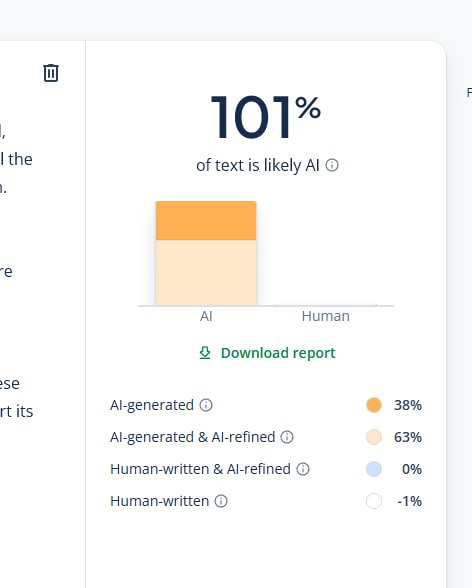 101%
of text is likely AI
AI
Human
Download report
AI-generated
38%
AI-generated & AI-refined
63%
Human-written & AI-refined
0%
Human-written
-1%
l the
re
ese
rt its